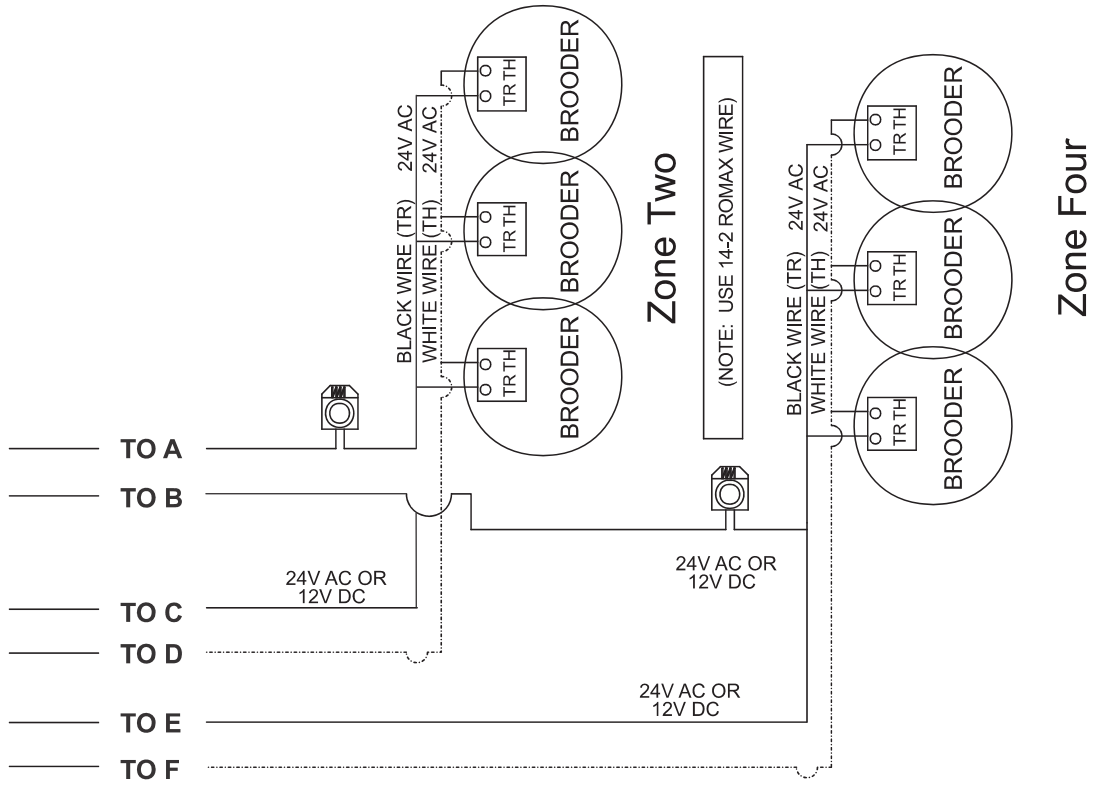 TR TH
BROODER
TR TH
BROODER
TR TH
BROODER
BLACK WIRE (TR) 24V AC
WHITE WIRE (TH) 24V AC
Zone Two
(NOTE: USE 14-2 ROMAX WIRE)
TR TH
BROODER
TR TH
BROODER
TR TH
BROODER
BLACK WIRE (TR) 24V AC
WHITE WIRE (TH) 24V AC
Zone Four
TO A
TO B
24V AC OR
12V DC
24V AC OR
12V DC
TO C
TO D
24V AC OR
12V DC
TO E
TO F